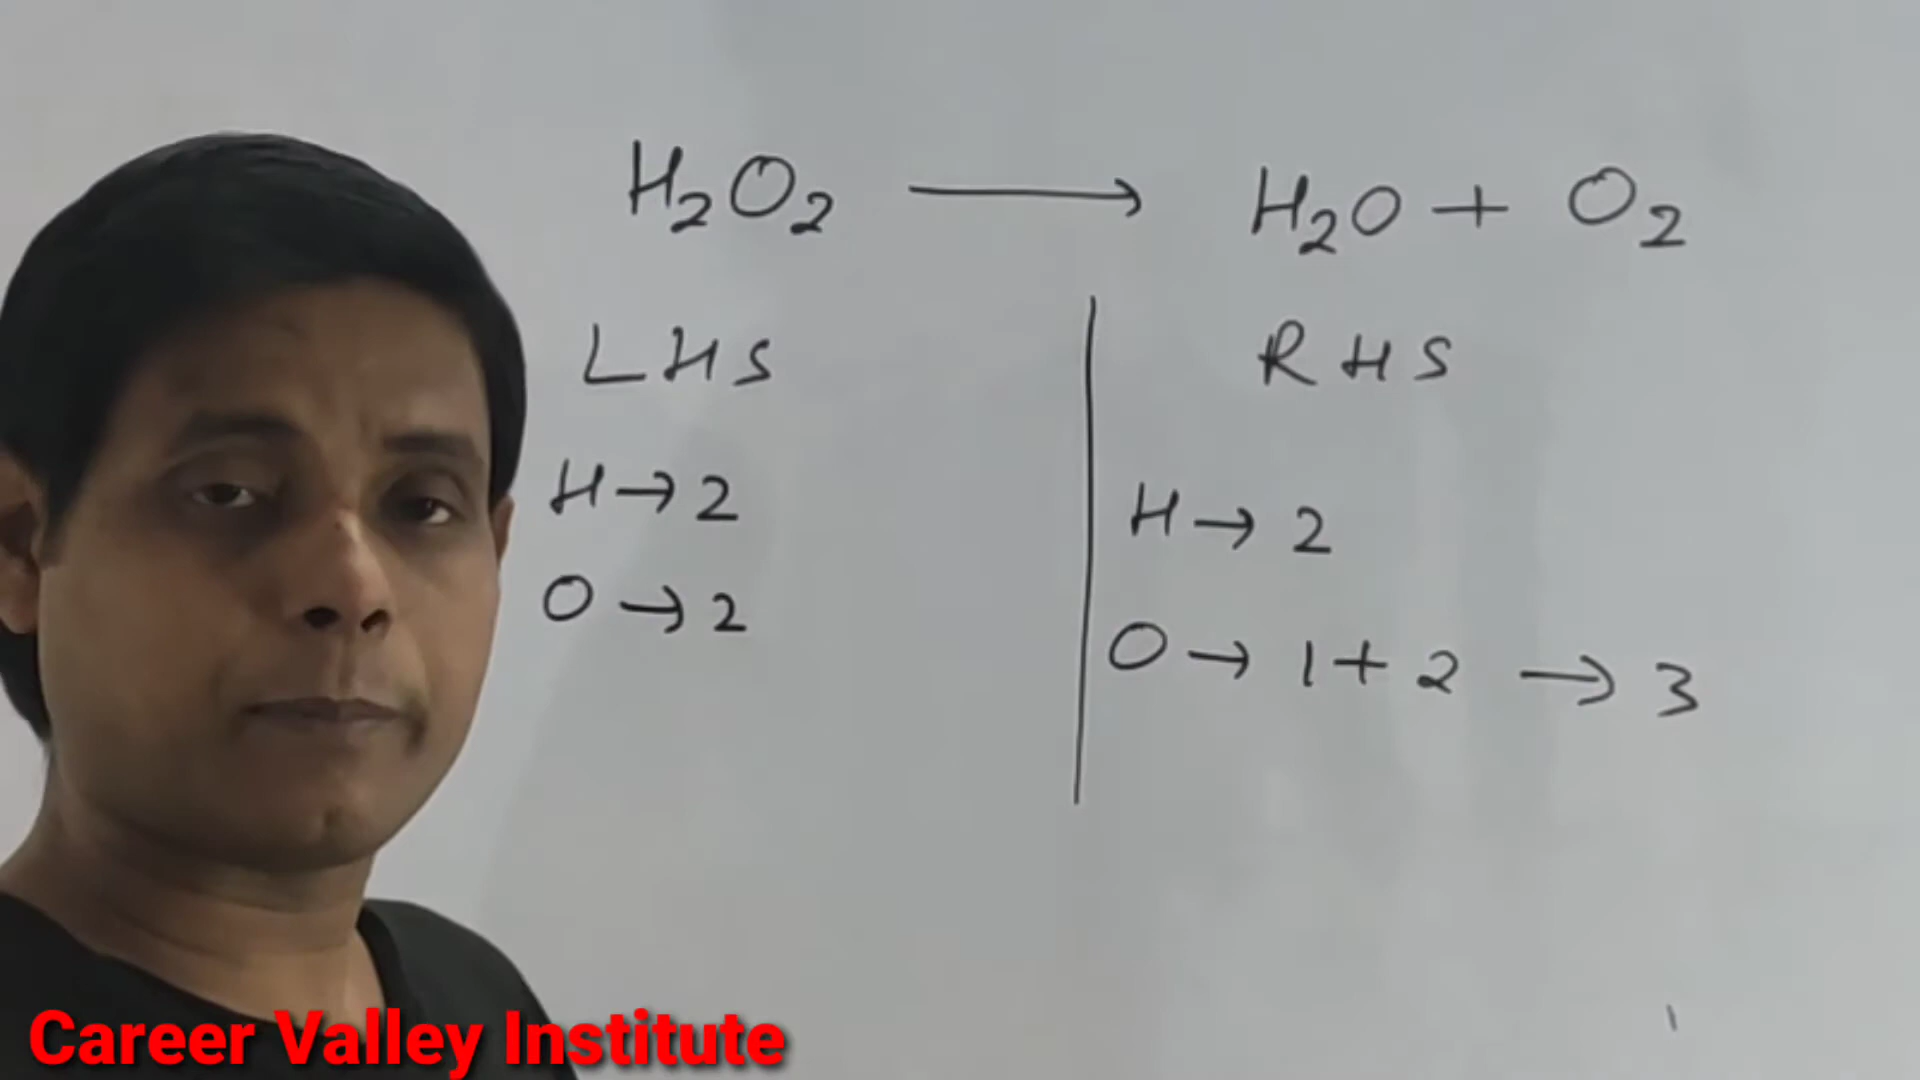 H₂O₂ ⟶ H₂O + O₂
LHS
RHS
H → 2
O → 2
H → 2
O → 1 + 2 → 3
Career Valley Institute